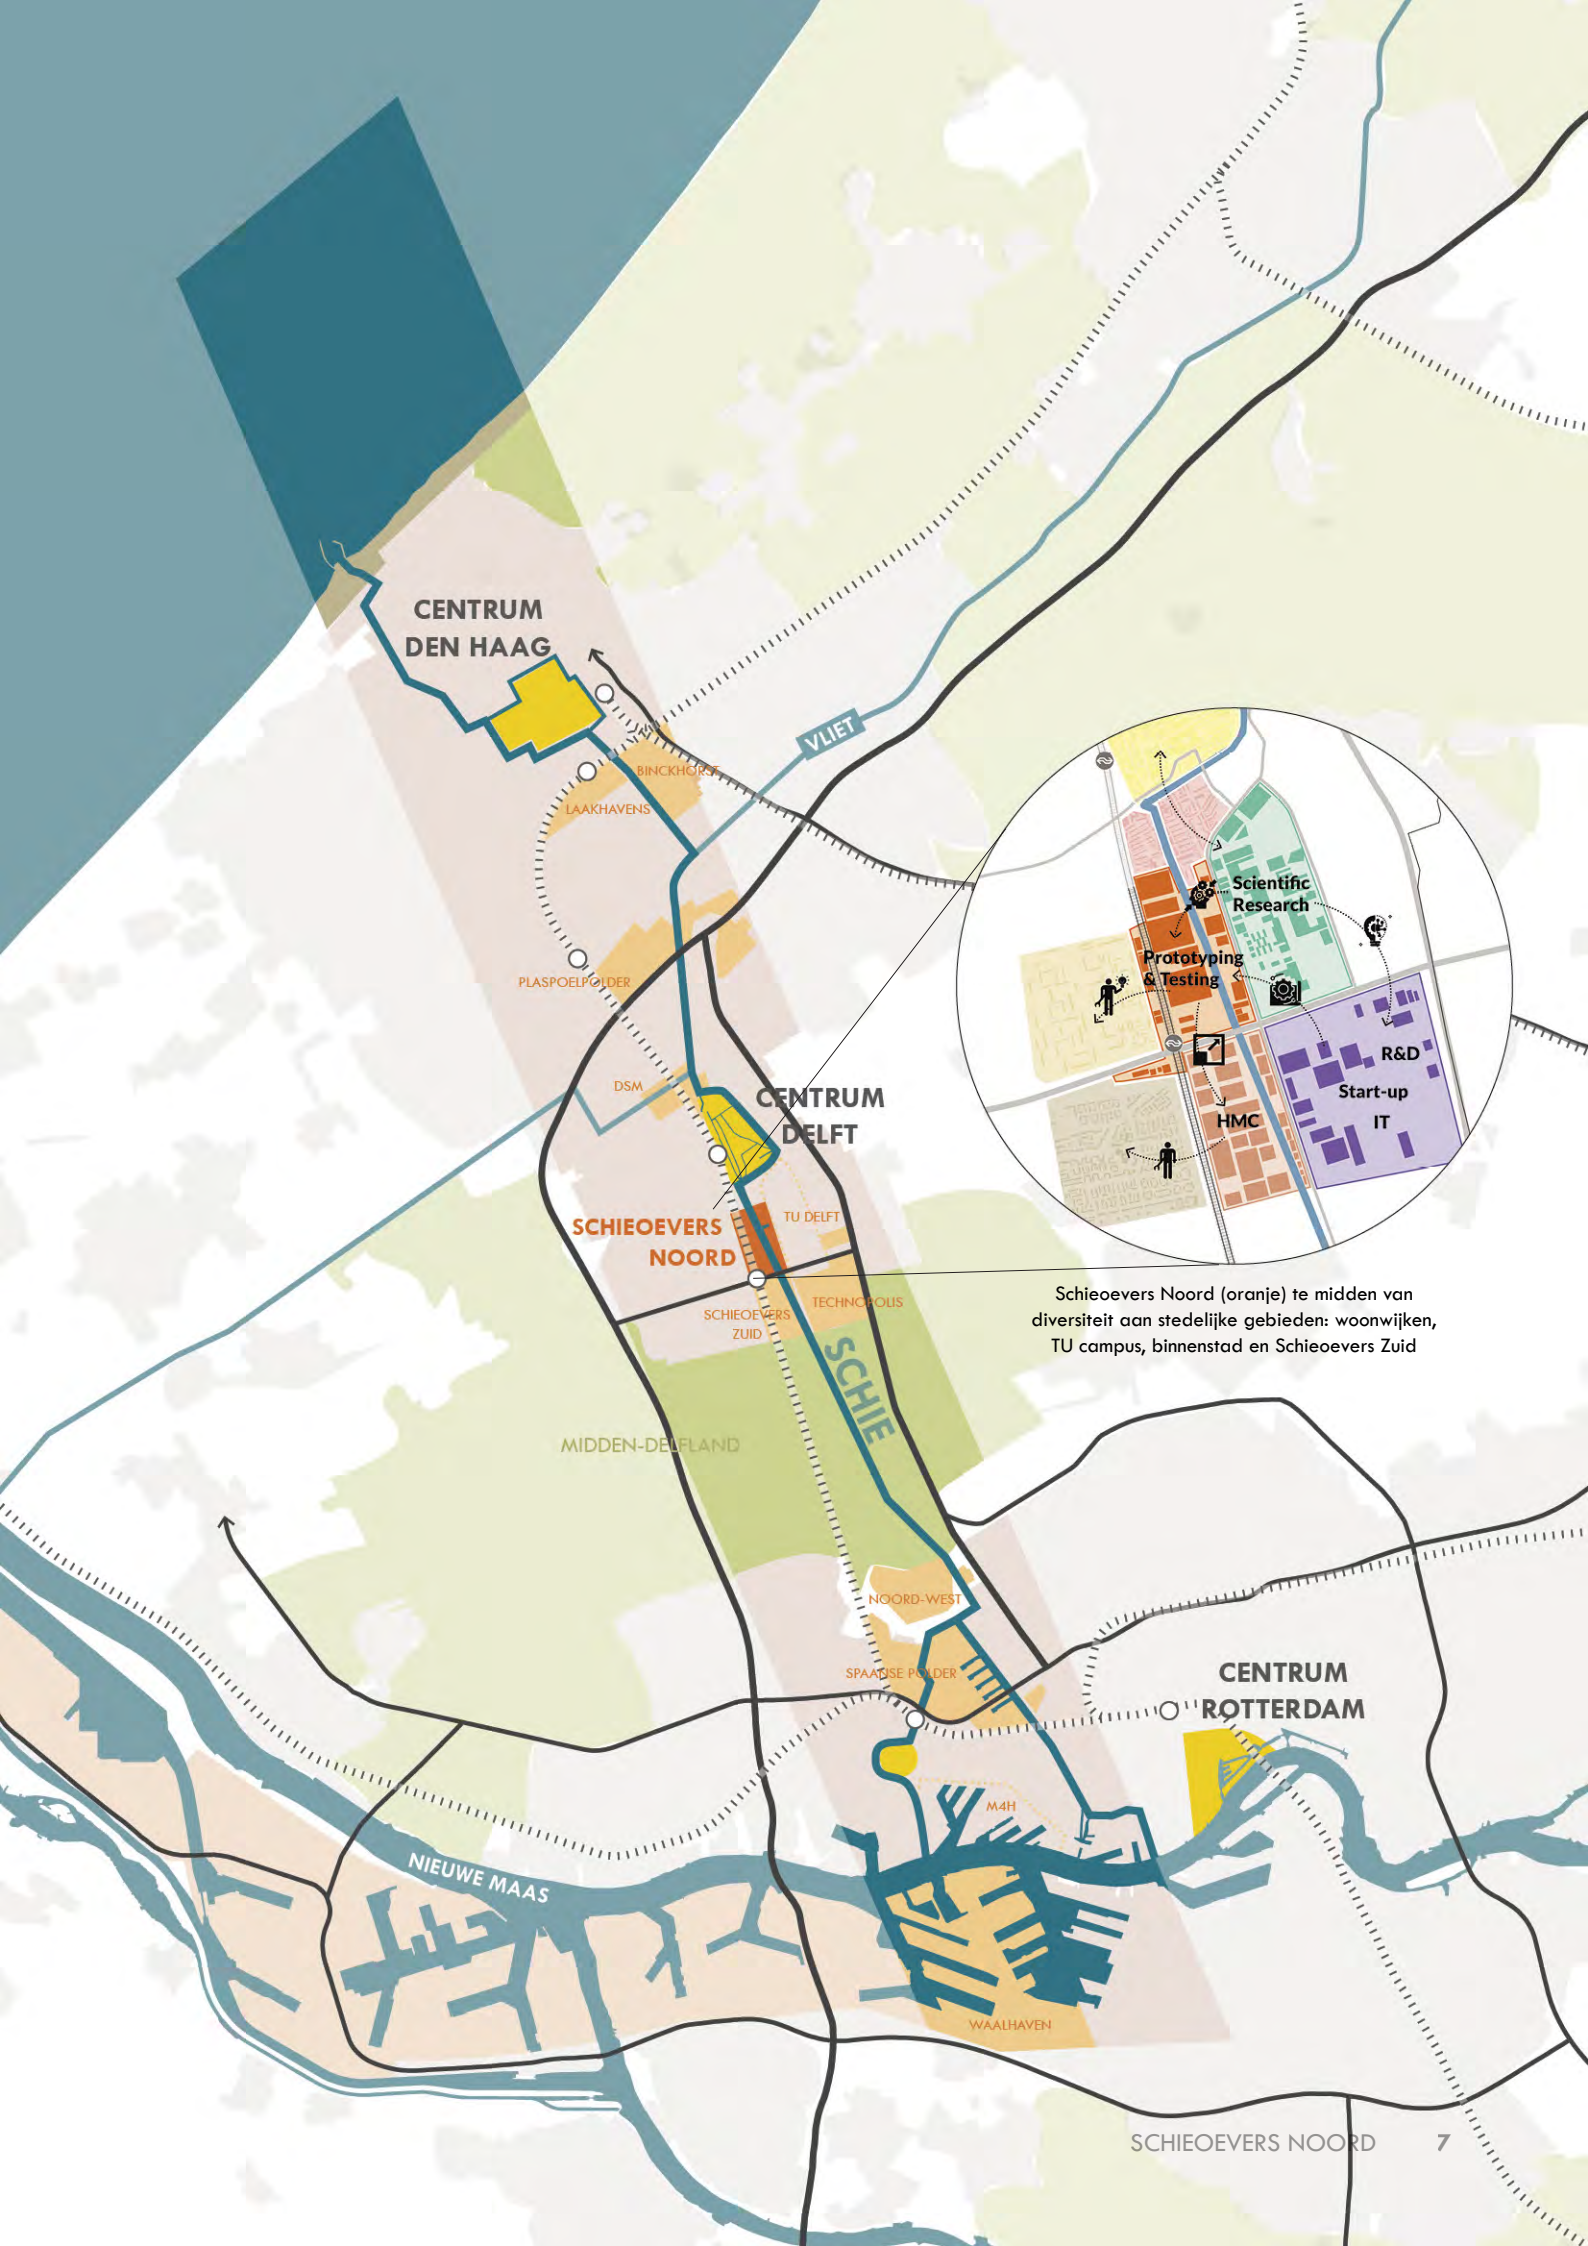 CENTRUM
DEN HAAG
VLIET
BINCKHORST
LAAKHAVENS
PLASPOELPOLDER
DSM
CENTRUM
DELFT
Scientific
Research
Prototyping
& Testing
R&D
Start-up
IT
HMC
SCHIEOEVERS
NOORD
TU DELFT
TECHNOPOLIS
SCHIEOEVERS
ZUID
Schieoevers Noord (oranje) te midden van
diversiteit aan stedelijke gebieden: woonwijken,
TU campus, binnenstad en Schieoevers Zuid
SCHIE
MIDDEN-DELFLAND
NOORD-WEST
SPAANSE POLDER
CENTRUM
ROTTERDAM
M4H
NIEUWE MAAS
WAALHAVEN
SCHIEOEVERS NOORD 7